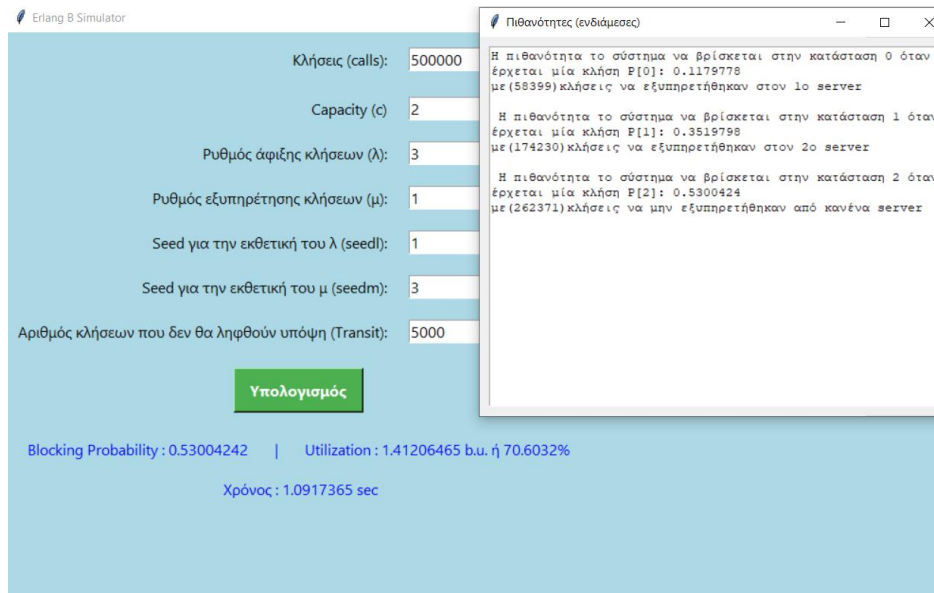 Erlang B Simulator
Κλήσεις (calls): 500000
Capacity (c) 2
Ρυθμός άφιξης κλήσεων (λ): 3
Ρυθμός εξυπηρέτησης κλήσεων (μ): 1
Seed για την εκθετική του λ (seedl): 1
Seed για την εκθετική του μ (seedm): 3
Αριθμός κλήσεων που δεν θα ληφθούν υπόψη (Transit): 5000
Υπολογισμός
Blocking Probability : 0.53004242 | Utilization : 1.41206465 b.u. ή 70.6032%
Χρόνος : 1.0917365 sec
Πιθανότητες (ενδιάμεσες)
Η πιθανότητα το σύστημα να βρίσκεται στην κατάσταση 0 όταν
έρχεται μία κλήση P[0]: 0.1179778
με(58399)κλήσεις να εξυπηρετήθηκαν στον 1ο server
Η πιθανότητα το σύστημα να βρίσκεται στην κατάσταση 1 όταν
έρχεται μία κλήση P[1]: 0.3519798
με(174230)κλήσεις να εξυπηρετήθηκαν στον 2ο server
Η πιθανότητα το σύστημα να βρίσκεται στην κατάσταση 2 όταν
έρχεται μία κλήση P[2]: 0.5300424
με(262371)κλήσεις να μην εξυπηρετήθηκαν από κανένα server